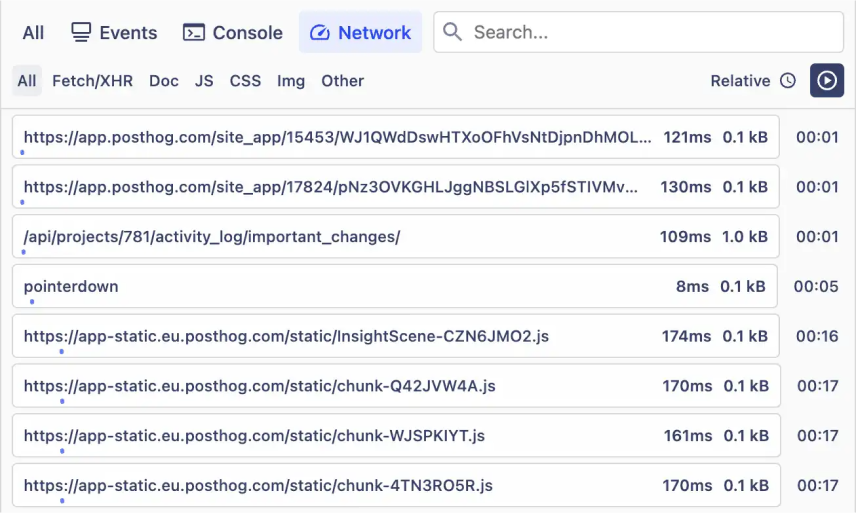 All Events Console Network Search...
All Fetch/XHR Doc JS CSS Img Other Relative
https://app.posthog.com/site_app/15453/WJ1QWdDswHTXoOFhVsNtDjpnDhMOL... 121ms 0.1 kB 00:01
https://app.posthog.com/site_app/17824/pNz3OVKGHLJggNBSLGlXp5fSTIVMv... 130ms 0.1 kB 00:01
/api/projects/781/activity_log/important_changes/ 109ms 1.0 kB 00:01
pointerdown 8ms 0.1 kB 00:05
https://app-static.eu.posthog.com/static/InsightScene-CZN6JMO2.js 174ms 0.1 kB 00:16
https://app-static.eu.posthog.com/static/chunk-Q42JVW4A.js 170ms 0.1 kB 00:17
https://app-static.eu.posthog.com/static/chunk-WJSPKIYT.js 161ms 0.1 kB 00:17
https://app-static.eu.posthog.com/static/chunk-4TN3RO5R.js 170ms 0.1 kB 00:17